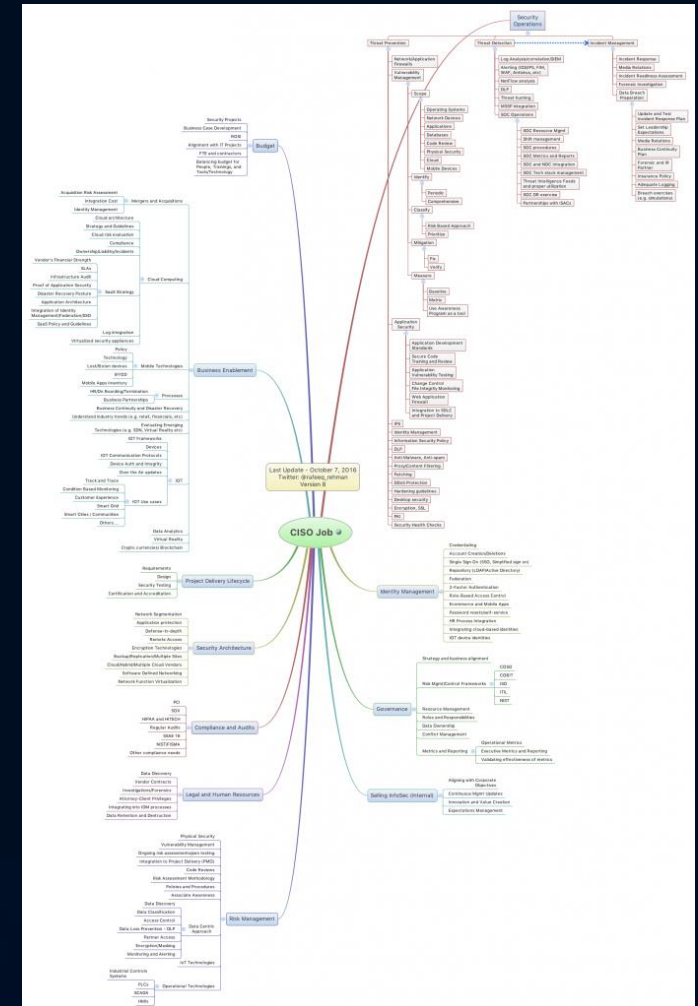 Security
Operations
Threat Prevention
Network/Application
Firewalls
Vulnerability
Management
Scope
Operating Systems
Network Devices
Applications
Databases
Code Review
Physical Security
Cloud
Mobile Devices
Identify
Periodic
Comprehensive
Classify
Risk Based Approach
Prioritize
Mitigation
Fix
Verify
Measure
Baseline
Metric
Application
Security
Application Development
Standards
Secure Code
Training and Review
Application
Vulnerability Testing
Change Control
File Integrity Monitoring
Web Application
Firewall
Integration to SDLC
and Project Delivery
IPS
Identity Management
Information Security Policy
DLP
Anti-Malware, Anti-spam
Proxy/Content Filtering
Patching
DDoS Protection
Hardening guidelines
Desktop security
Encryption, SSL
PKI
Security Health Checks
Threat Detection
Log Analysis/correlation/SIEM
Alerting (IDS/IPS, FIM,
WAF, Antivirus, etc)
NetFlow analysis
DLP
Threat hunting
MSSP integration
SOC Operations
SOC Resource Mgmt
Shift management
SOC procedures
SOC Metrics and Reports
SOC and NOC Integration
SOC Tech stack management
Threat Intelligence Feeds
and proper utilization
SOC DR exercise
Partnerships with ISACs
Incident Management
Incident Response
Media Relations
Incident Readiness Assessment
Forensic Investigation
Data Breach
Preparation
Update and Test
Incident Response Plan
Set Leadership
Expectations
Media Relations
Business Continuity
Plan
Forensic and IR
Partner
Insurance Policy
Adequate Logging
Breach exercises
(e.g. simulations)
Budget
Security Projects
Business Case Development
Alignment with IT Projects
FTE and contractors
Balancing budget for
People, Trainings, and
Tools/Technology
Business Enablement
Mergers and Acquisitions
Acquisition Risk Assessment
Integration Cost
Identity Management
Cloud Computing
Cloud architecture
Strategy and Guidelines
Cloud risk evaluation
Compliance
Ownership/Liability/Incidents
SaaS Strategy
Vendor's Financial Strength
SLAs
Infrastructure Audit
Proof of Application Security
Disaster Recovery Posture
Application Architecture
Integration of Identity
Management/Federation/SSO
SaaS Policy and Guidelines
Log integration
Virtualized security appliances
Mobile Technologies
Policy
Technology
Lost/Stolen devices
BYOD
Mobile Apps Inventory
Processes
HR/On Boarding/Termination
Business Partnerships
Business Continuity and Disaster Recovery
Understand industry trends (e.g. retail, financials, etc)
Evaluating Emerging
Technologies (e.g. SDN, Virtual Reality etc)
IOT
IOT Frameworks
Devices
IOT Communication Protocols
Device Auth and Integrity
Over the Air updates
Track and Trace
IOT Use cases
Condition Based Monitoring
Customer Experience
Smart Grid
Smart Cities / Communities
Others...
Data Analytics
Virtual Reality
Crypto currencies/ Blockchain
Last Update - October 7, 2016
Twitter: @rafeeq_rehman
Version 8
CISO Job
Project Delivery Lifecycle
Requirements
Design
Security Testing
Certification and Accreditation
Security Architecture
Network Segmentation
Application protection
Defense-in-depth
Remote Access
Encryption Technologies
Backup/Replication/Multiple Sites
Cloud/Hybrid/Multiple Cloud Vendors
Software Defined Networking
Network Function Virtualization
Compliance and Audits
PCI
SOX
HIPAA and HITECH
Regular Audits
SSAE 16
NIST/FISMA
Other compliance needs
Legal and Human Resources
Data Discovery
Vendor Contracts
Investigations/Forensics
Attorney-Client Privileges
Integrating into IDM processes
Data Retention and Destruction
Risk Management
Physical Security
Vulnerability Management
Ongoing risk assessments/pen testing
Integration to Project Delivery (PMO)
Code Reviews
Risk Assessment Methodology
Policies and Procedures
Associate Awareness
Data Centric
Approach
Data Discovery
Data Classification
Access Control
Data Loss Prevention - DLP
Partner Access
Encryption/Masking
Monitoring and Alerting
IoT Technologies
Operational Technologies
Industrial Controls
Systems
PLCs
SCADA
HMIs
Identity Management
Credentialing
Account Creation/Deletions
Single Sign On (SSO, Simplified sign on)
Repository (LDAP/Active Directory)
Federation
2-Factor Authentication
Role-Based Access Control
Ecommerce and Mobile Apps
Password resets/self-service
HR Process Integration
Integrating cloud-based identities
IOT device identities
Governance
Strategy and business alignment
Risk Mgmt/Control Frameworks
COSO
COBIT
ISO
ITIL
NIST
Resource Management
Roles and Responsibilities
Data Ownership
Conflict Management
Metrics and Reporting
Operational Metrics
Executive Metrics and Reporting
Validating effectiveness of metrics
Selling InfoSec (internal)
Aligning with Corporate
Objectives
Continuous Mgmt Updates
Innovation and Value Creation
Expectations Management